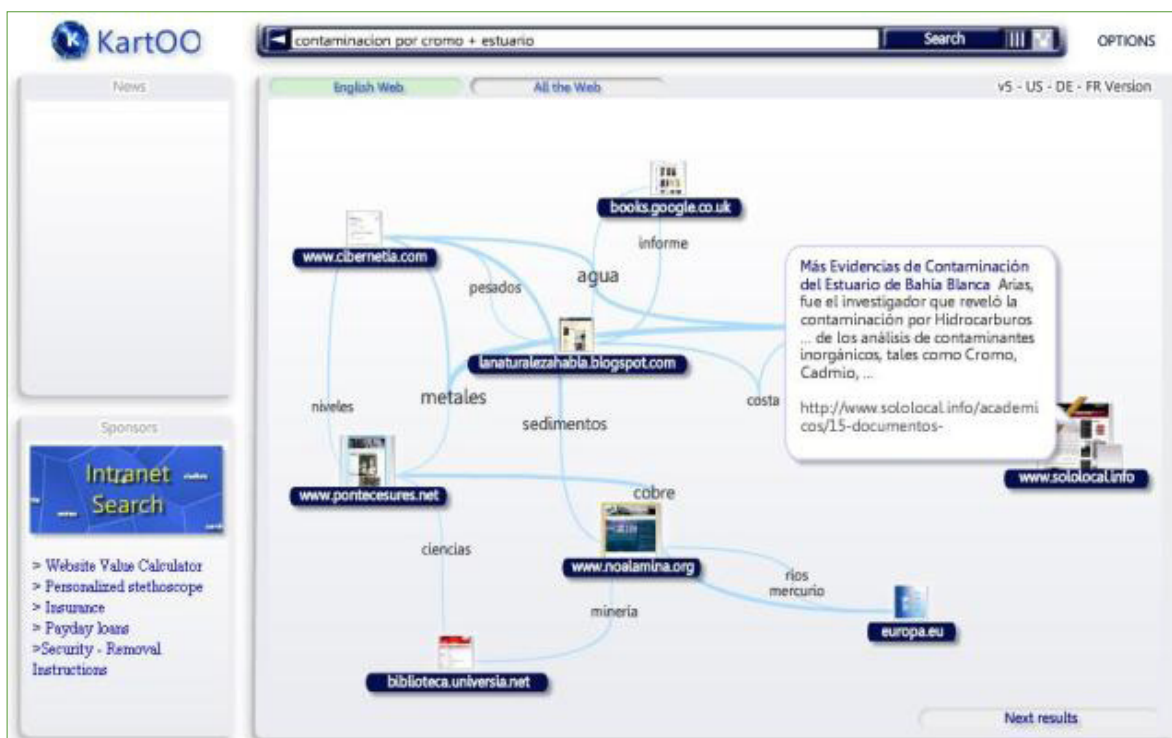 KartOO
contaminacion por cromo + estuario
Search
OPTIONS
News
English Web
All the Web
v5 - US - DE - FR Version
books.google.co.uk
informe
www.cibernetia.com
agua
pesados
Más Evidencias de Contaminación
del Estuario de Bahía Blanca Arias,
fue el investigador que reveló la
contaminación por Hidrocarburos
... de los análisis de contaminantes
inorgánicos, tales como Cromo,
Cadmio, ...
http://www.sololocal.info/academi
cos/15-documentos-
lanaturalezahabla.blogspot.com
niveles
metales
costa
sedimentos
www.sololocal.info
www.pontecesures.net
cobre
ciencias
www.noalamina.org
rios
mercurio
mineria
europa.eu
biblioteca.universia.net
Sponsors
Intranet
Search
> Website Value Calculator
> Personalized stethoscope
> Insurance
> Payday loans
>Security - Removal
Instructions
Next results